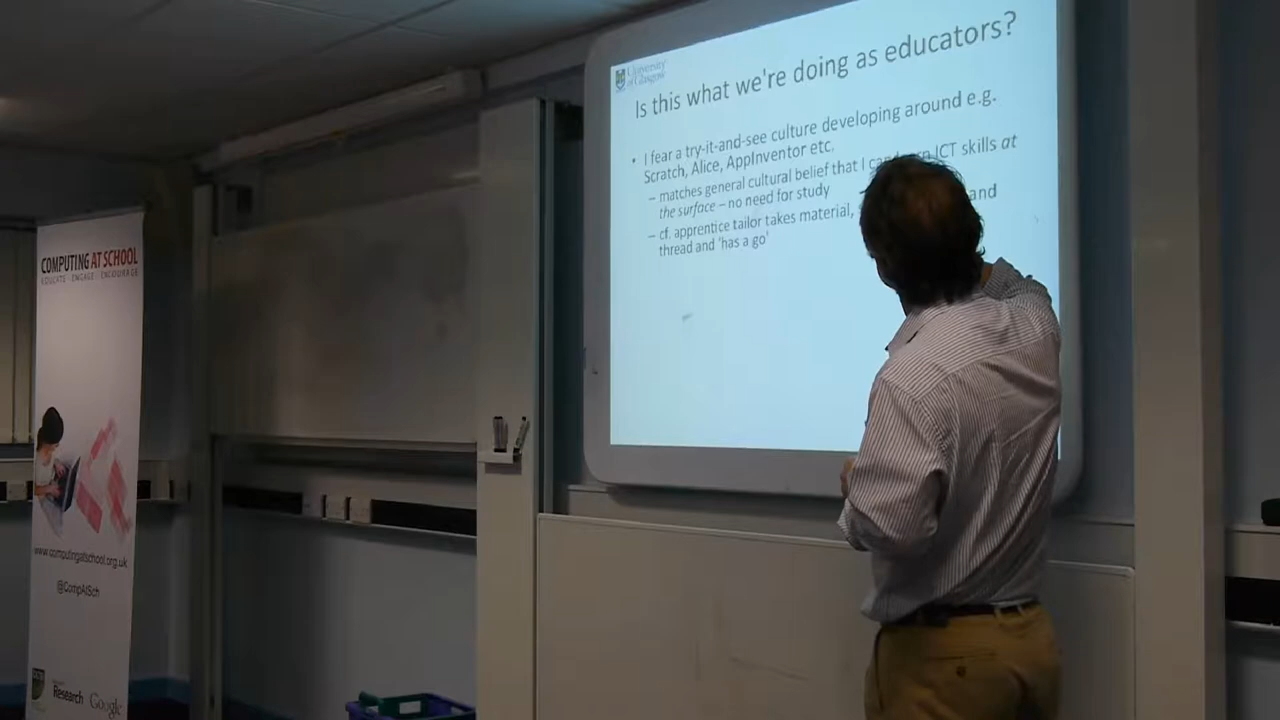 University
of Glasgow
Is this what we're doing as educators?
• I fear a try-it-and-see culture developing around e.g.
Scratch, Alice, AppInventor etc.
– matches general cultural belief that I can ICT skills at
the surface – no need for study
– cf. apprentice tailor takes material, and
thread and 'has a go'
COMPUTING AT SCHOOL
EDUCATE · ENGAGE · ENCOURAGE
www.computingatschool.org.uk
@CompAtSch
Research
Google